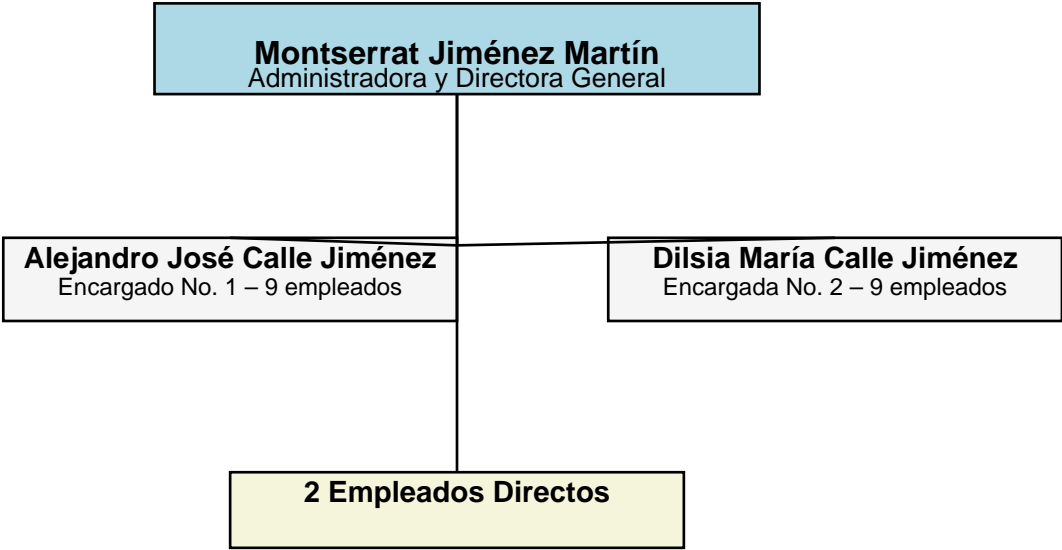 Montserrat Jiménez Martín
Administradora y Directora General
Alejandro José Calle Jiménez
Encargado No. 1 – 9 empleados
Dilsia María Calle Jiménez
Encargada No. 2 – 9 empleados
2 Empleados Directos